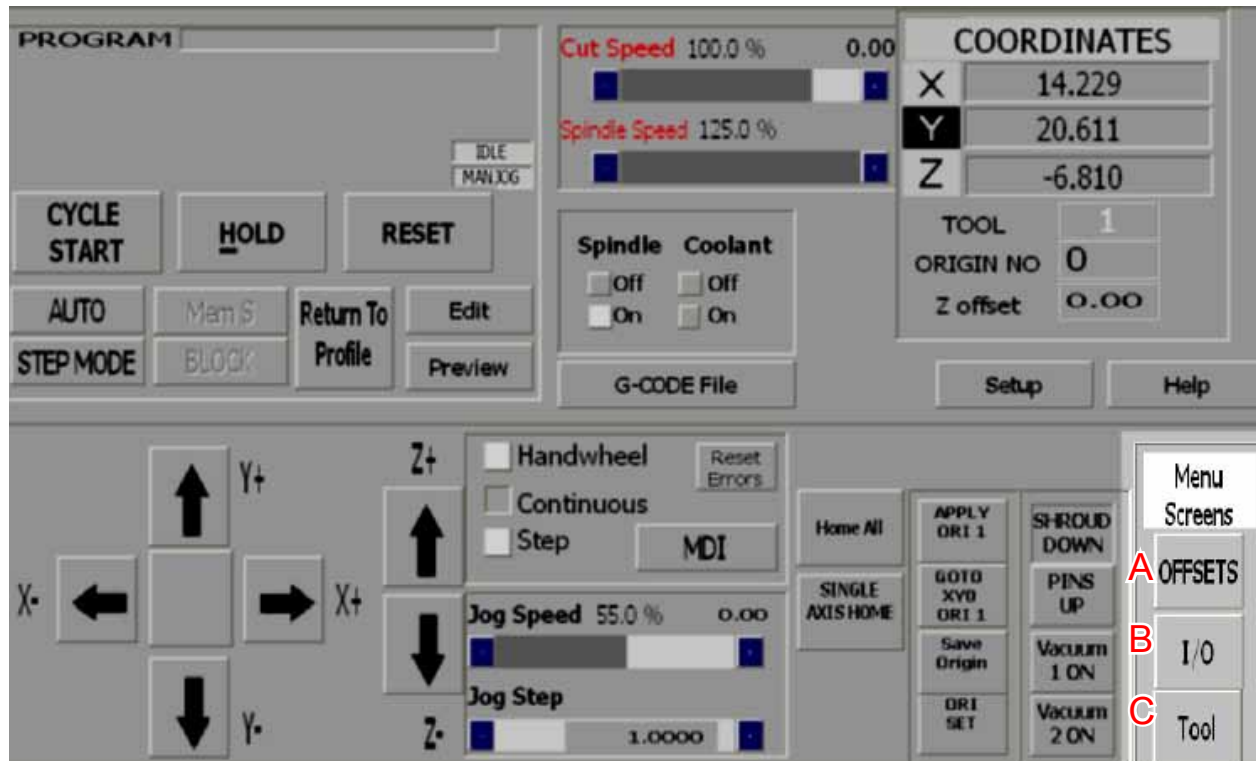 PROGRAM
IDLE
MANJOG
CYCLE
START
HOLD
RESET
AUTO
Mem S
Return To
Profile
Edit
STEP MODE
BLOCK
Preview
Cut Speed 100.0 % 0.00
Spindle Speed 125.0 %
Spindle Coolant
Off Off
On On
G-CODE File
COORDINATES
X 14.229
Y 20.611
Z -6.810
TOOL 1
ORIGIN NO 0
Z offset 0.00
Setup
Help
Y+
X-
X+
Y-
Z+
Z-
Handwheel
Continuous
Step
Reset
Errors
MDI
Jog Speed 55.0 % 0.00
Jog Step
1.0000
Home All
SINGLE
AXIS HOME
APPLY
ORI 1
GOTO
XY0
ORI 1
Save
Origin
ORI
SET
SHROUD
DOWN
PINS
UP
Vacuum
1 ON
Vacuum
2 ON
Menu
Screens
A OFFSETS
B I/O
C Tool